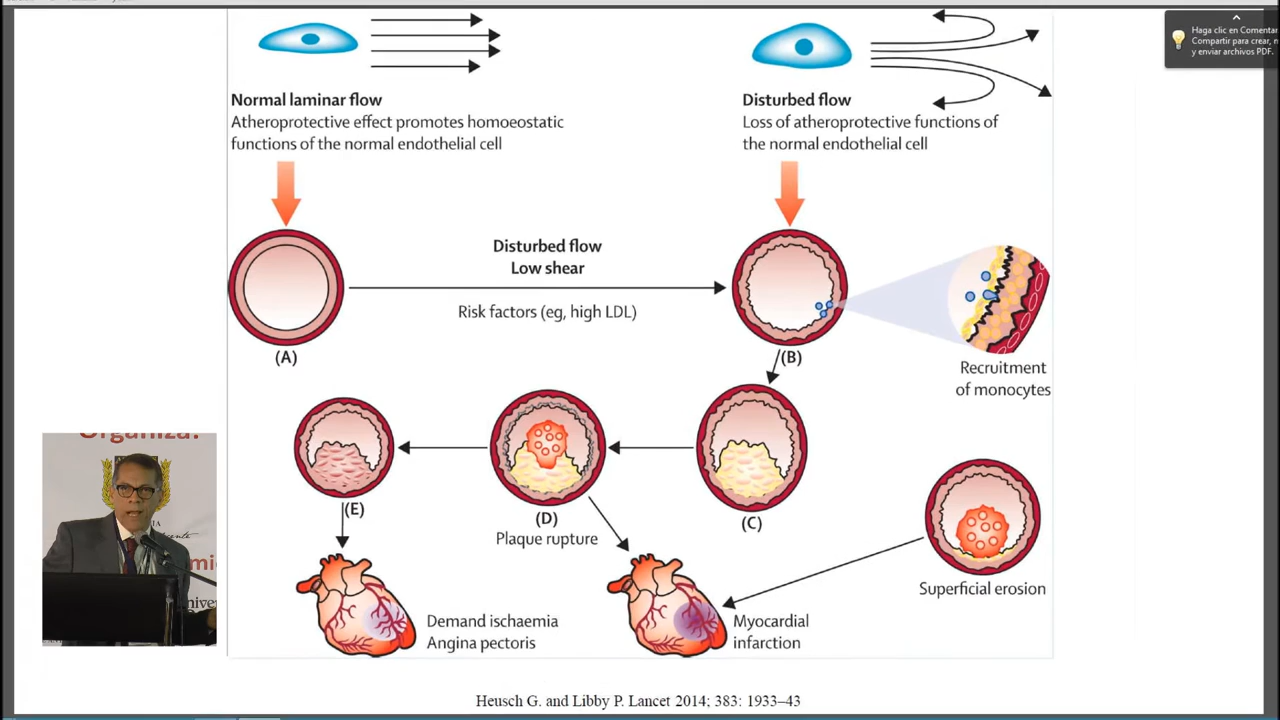 Haga clic en Comentar
Compartir para crear,
y enviar archivos PDF.
Normal laminar flow
Atheroprotective effect promotes homoeostatic
functions of the normal endothelial cell
Disturbed flow
Loss of atheroprotective functions of
the normal endothelial cell
Disturbed flow
Low shear
Risk factors (eg, high LDL)
(A)
(B)
Recruitment
of monocytes
(E)
(D)
Plaque rupture
(C)
Superficial erosion
Organiza:
Demand ischaemia
Angina pectoris
Myocardial
infarction
Heusch G. and Libby P. Lancet 2014; 383: 1933–43